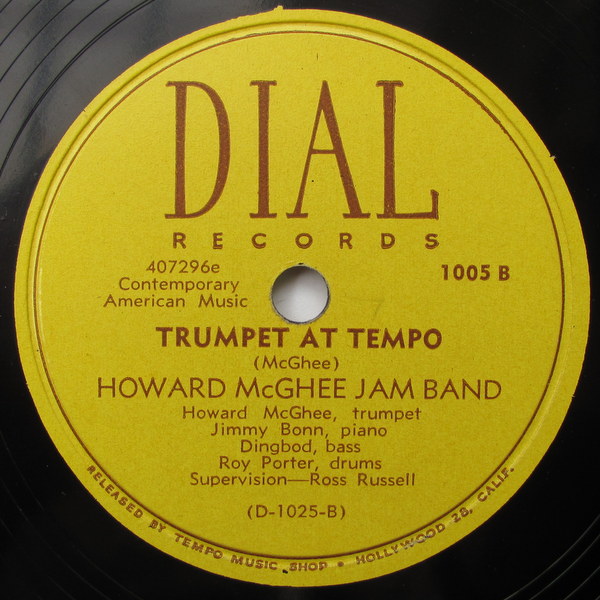 DIAL
RECORDS
407296e
Contemporary
American Music
1005 B
TRUMPET AT TEMPO
(McGhee)
HOWARD McGHEE JAM BAND
Howard McGhee, trumpet
Jimmy Bonn, piano
Dingbod, bass
Roy Porter, drums
Supervision—Ross Russell
(D-1025-B)
RELEASED BY TEMPO MUSIC SHOP • HOLLYWOOD 28, CALIF.